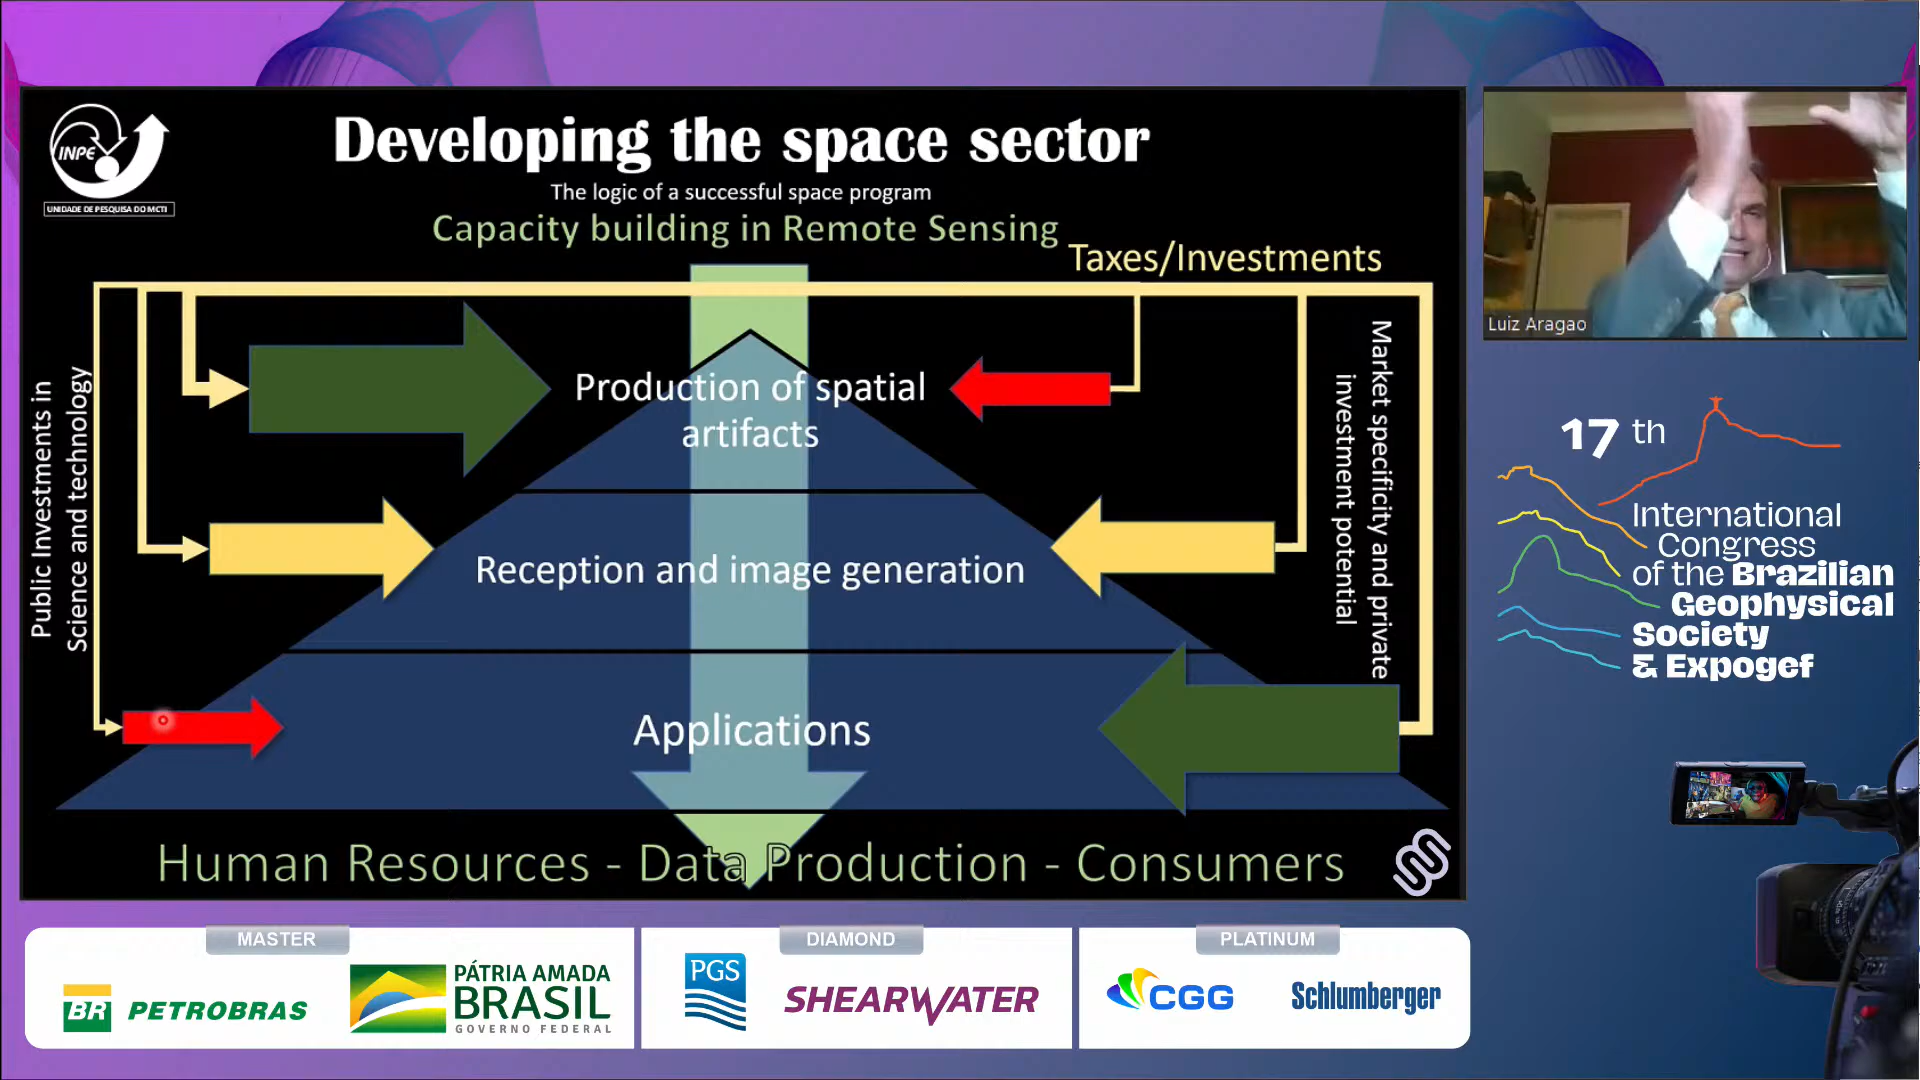 INPE
UNIDADE DE PESQUISA DO MCTI
Developing the space sector
The logic of a successful space program
Capacity building in Remote Sensing
Taxes/Investments
Public Investments in
Science and technology
Production of spatial
artifacts
Reception and image generation
Applications
Market specificity and private
investment potential
Human Resources - Data Production - Consumers
Luiz Aragao
17 th
International
Congress
of the Brazilian
Geophysical
Society
& Expogef
MASTER
BR PETROBRAS
PÁTRIA AMADA
BRASIL
GOVERNO FEDERAL
DIAMOND
PGS
SHEARWATER
PLATINUM
CGG
Schlumberger